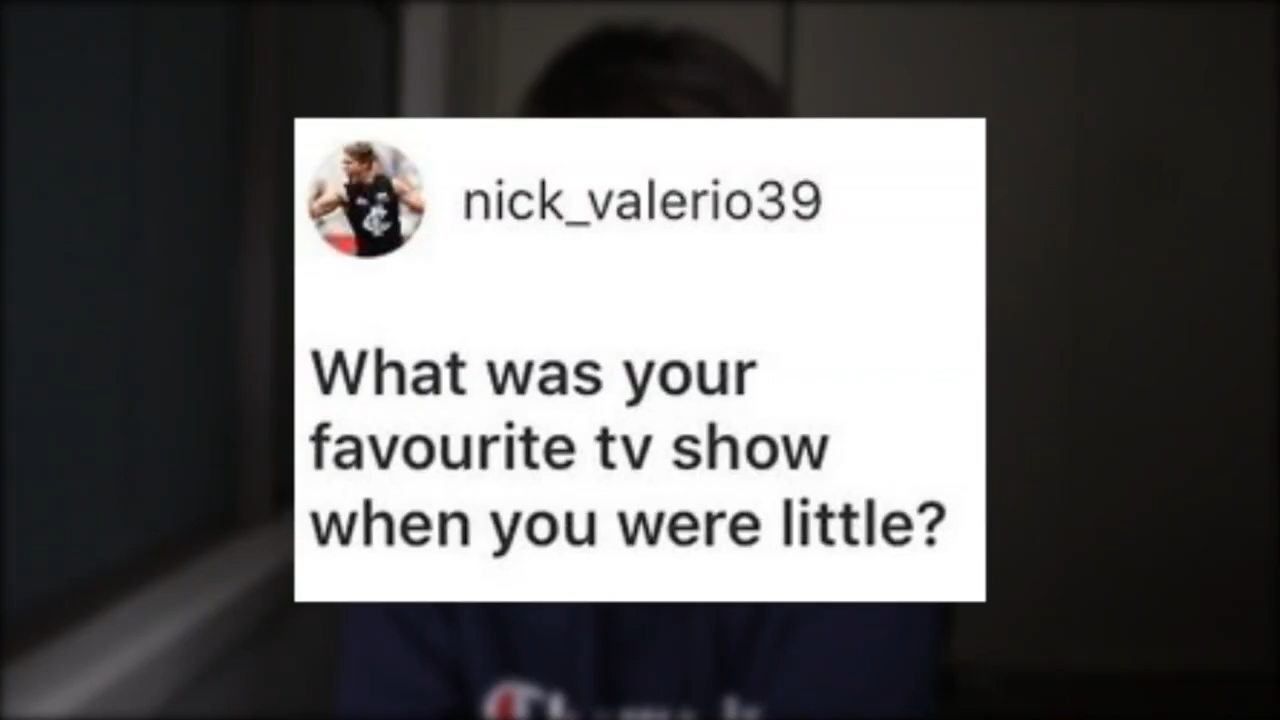 nick_valerio39
What was your
favourite tv show
when you were little?